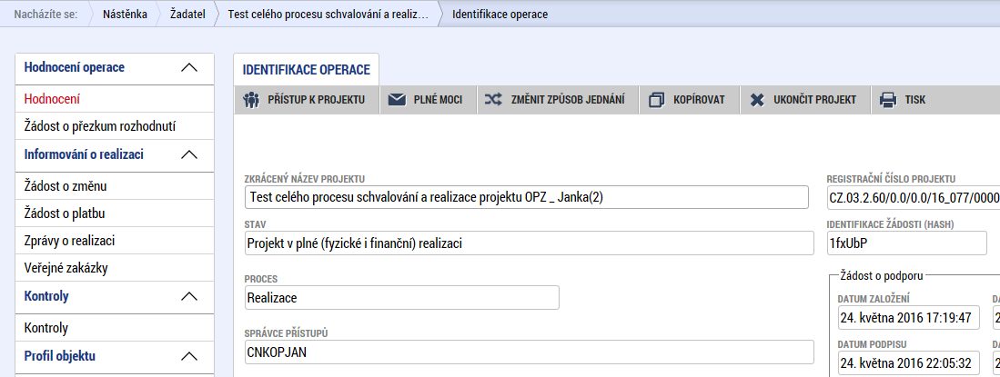 Nacházíte se: Nástěnka Žadatel Test celého procesu schvalování a realiz... Identifikace operace
Hodnocení operace
Hodnocení
Žádost o přezkum rozhodnutí
Informování o realizaci
Žádost o změnu
Žádost o platbu
Zprávy o realizaci
Veřejné zakázky
Kontroly
Kontroly
Profil objektu
IDENTIFIKACE OPERACE
PŘÍSTUP K PROJEKTU PLNÉ MOCI ZMĚNIT ZPŮSOB JEDNÁNÍ KOPÍROVAT UKONČIT PROJEKT TISK
ZKRÁCENÝ NÁZEV PROJEKTU
Test celého procesu schvalování a realizace projektu OPZ _ Janka(2)
STAV
Projekt v plné (fyzické i finanční) realizaci
PROCES
Realizace
SPRÁVCE PŘÍSTUPŮ
CNKOPJAN
REGISTRAČNÍ ČÍSLO PROJEKTU
CZ.03.2.60/0.0/0.0/16_077/0000
IDENTIFIKACE ŽÁDOSTI (HASH)
1fxUbP
Žádost o podporu
DATUM ZALOŽENÍ
24. května 2016 17:19:47
DATUM PODPISU
24. května 2016 22:05:32